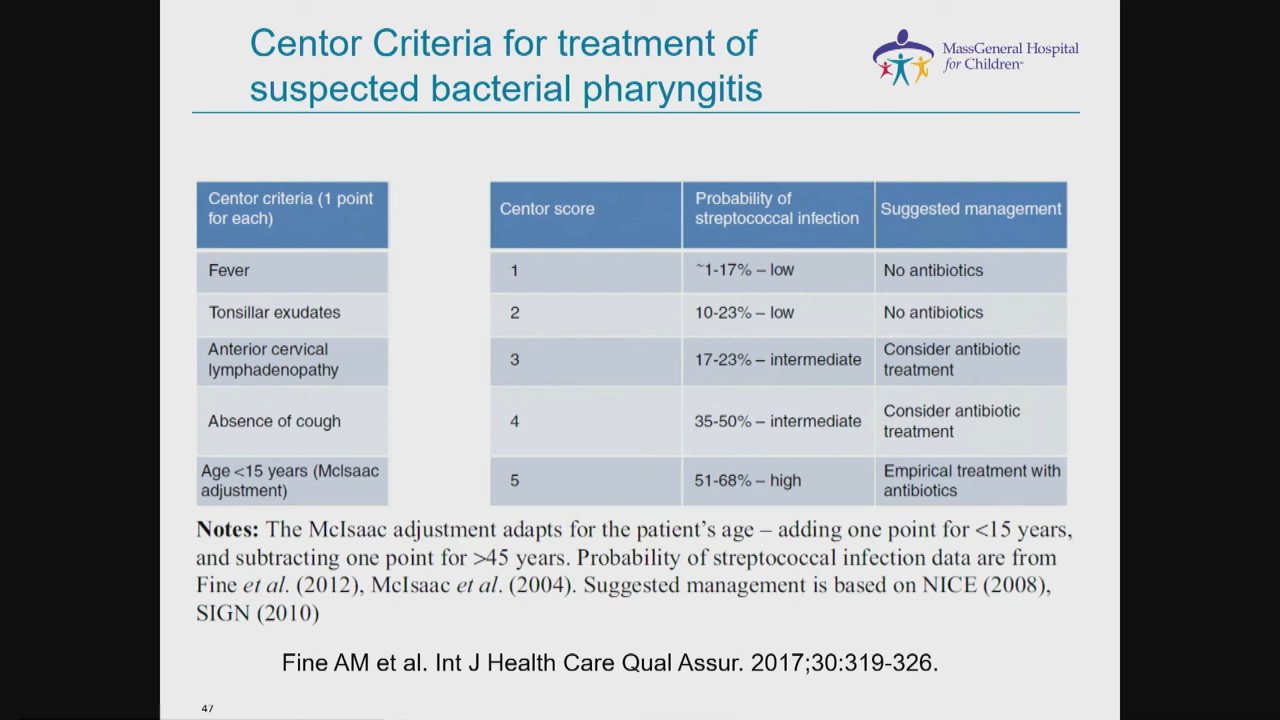 Centor Criteria for treatment of
suspected bacterial pharyngitis
MassGeneral Hospital
for Children
Centor criteria (1 point
for each)
Fever
Tonsillar exudates
Anterior cervical
lymphadenopathy
Absence of cough
Age <15 years (McIsaac
adjustment)
Centor score
Probability of
streptococcal infection
Suggested management
1
~1-17% – low
No antibiotics
2
10-23% – low
No antibiotics
3
17-23% – intermediate
Consider antibiotic
treatment
4
35-50% – intermediate
Consider antibiotic
treatment
5
51-68% – high
Empirical treatment with
antibiotics
Notes: The McIsaac adjustment adapts for the patient's age – adding one point for <15 years,
and subtracting one point for >45 years. Probability of streptococcal infection data are from
Fine et al. (2012), McIsaac et al. (2004). Suggested management is based on NICE (2008),
SIGN (2010)
Fine AM et al. Int J Health Care Qual Assur. 2017;30:319-326.
47